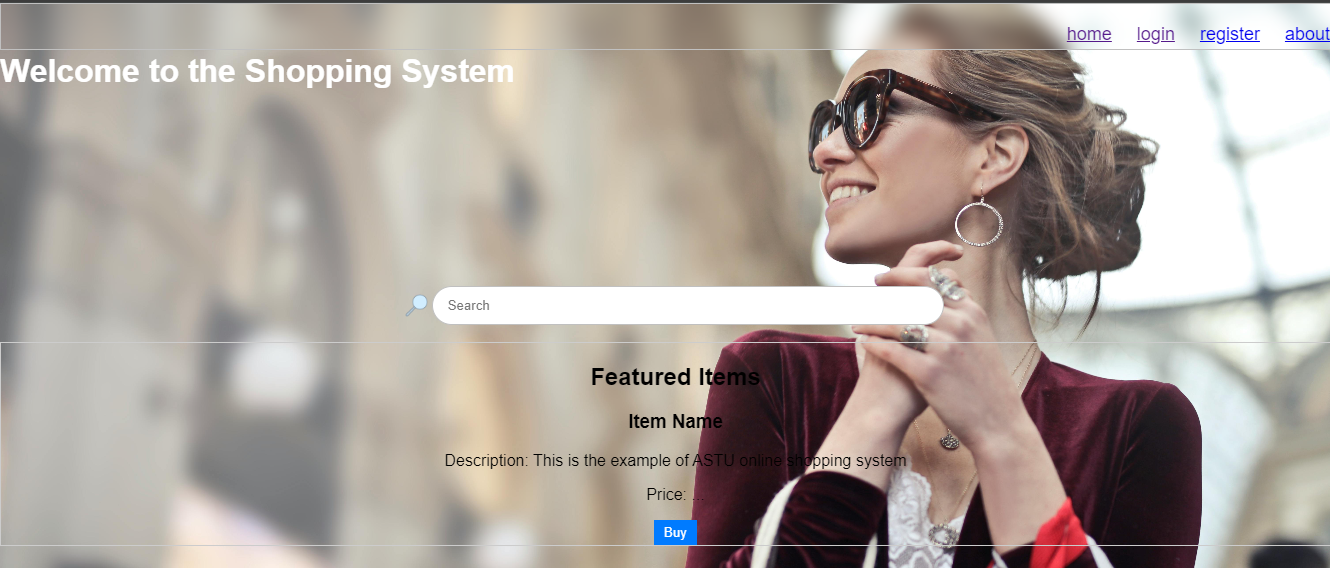 home login register about
Welcome to the Shopping System
Search
Featured Items
Item Name
Description: This is the example of ASTU online shopping system
Price: ...
Buy